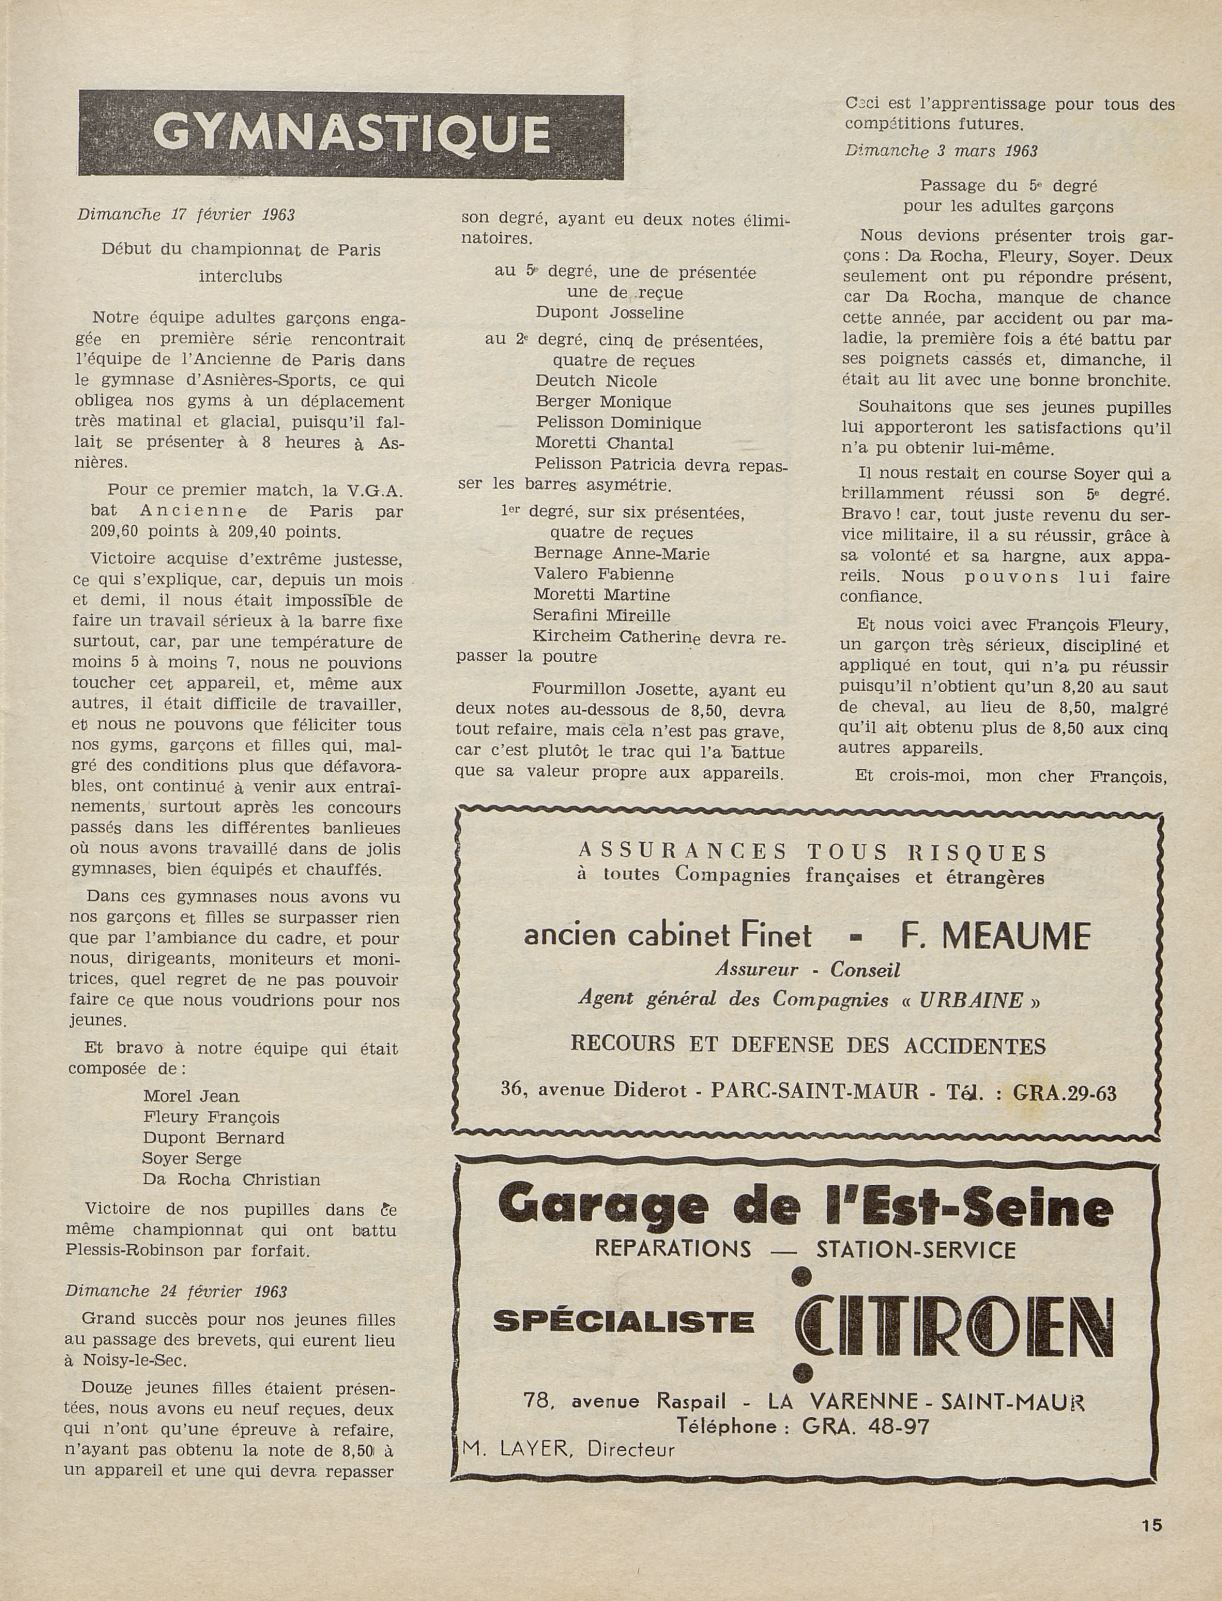 GYMNASTIQUE
Dimanche 17 février 1963
Début du championnat de Paris
interclubs
Notre équipe adultes garçons enga-
gée en première série rencontrait
l'équipe de l'Ancienne de Paris dans
le gymnase d'Asnières-Sports, ce qui
obligea nos gyms à un déplacement
très matinal et glacial, puisqu'il fal-
lait se présenter à 8 heures à As-
nières.
Pour ce premier match, la V.G.A.
bat Ancienne de Paris par
209,60 points à 209,40 points.
Victoire acquise d'extrême justesse,
ce qui s'explique, car, depuis un mois
et demi, il nous était impossible de
faire un travail sérieux à la barre fixe
surtout, car, par une température de
moins 5 à moins 7, nous ne pouvions
toucher cet appareil, et, même aux
autres, il était difficile de travailler,
et nous ne pouvons que féliciter tous
nos gyms, garçons et filles qui, mal-
gré des conditions plus que défavora-
bles, ont continué à venir aux entraî-
nements, surtout après les concours
passés dans les différentes banlieues
où nous avons travaillé dans de jolis
gymnases, bien équipés et chauffés.
Dans ces gymnases nous avons vu
nos garçons et filles se surpasser rien
que par l'ambiance du cadre, et pour
nous, dirigeants, moniteurs et moni-
trices, quel regret de ne pas pouvoir
faire ce que nous voudrions pour nos
jeunes.
Et bravo à notre équipe qui était
composée de :
Morel Jean
Fleury François
Dupont Bernard
Soyer Serge
Da Rocha Christian
Victoire de nos pupilles dans ce
même championnat qui ont battu
Plessis-Robinson par forfait.
Dimanche 24 février 1963
Grand succès pour nos jeunes filles
au passage des brevets, qui eurent lieu
à Noisy-le-Sec.
Douze jeunes filles étaient présen-
tées, nous avons eu neuf reçues, deux
qui n'ont qu'une épreuve à refaire,
n'ayant pas obtenu la note de 8,50 à
un appareil et une qui devra repasser
son degré, ayant eu deux notes élimi-
natoires.
au 5e degré, une de présentée
une de reçue
Dupont Josseline
au 2e degré, cinq de présentées,
quatre de reçues
Deutch Nicole
Berger Monique
Pelisson Dominique
Moretti Chantal
Pelisson Patricia devra repas-
ser les barres asymétrie.
1er degré, sur six présentées,
quatre de reçues
Bernage Anne-Marie
Valero Fabienne
Moretti Martine
Serafini Mireille
Kircheim Catherine devra re-
passer la poutre
Fourmillon Josette, ayant eu
deux notes au-dessous de 8,50, devra
tout refaire, mais cela n'est pas grave,
car c'est plutôt le trac qui l'a battue
que sa valeur propre aux appareils.
Ceci est l'apprentissage pour tous des
compétitions futures.
Dimanche 3 mars 1963
Passage du 5e degré
pour les adultes garçons
Nous devions présenter trois gar-
çons : Da Rocha, Fleury, Soyer. Deux
seulement ont pu répondre présent,
car Da Rocha, manque de chance
cette année, par accident ou par ma-
ladie, la première fois a été battu par
ses poignets cassés et, dimanche, il
était au lit avec une bonne bronchite.
Souhaitons que ses jeunes pupilles
lui apporteront les satisfactions qu'il
n'a pu obtenir lui-même.
Il nous restait en course Soyer qui a
brillamment réussi son 5e degré.
Bravo ! car, tout juste revenu du ser-
vice militaire, il a su réussir, grâce à
sa volonté et sa hargne, aux appa-
reils. Nous pouvons lui faire
confiance.
Et nous voici avec François Fleury,
un garçon très sérieux, discipliné et
appliqué en tout, qui n'a pu réussir
puisqu'il n'obtient qu'un 8,20 au saut
de cheval, au lieu de 8,50, malgré
qu'il ait obtenu plus de 8,50 aux cinq
autres appareils.
Et crois-moi, mon cher François,
ASSURANCES TOUS RISQUES
à toutes Compagnies françaises et étrangères
ancien cabinet Finet - F. MEAUME
Assureur - Conseil
Agent général des Compagnies « URBAINE »
RECOURS ET DEFENSE DES ACCIDENTES
36, avenue Diderot - PARC-SAINT-MAUR - Tél. : GRA.29-63
Garage de l'Est-Seine
REPARATIONS — STATION-SERVICE
SPÉCIALISTE CITROEN
78, avenue Raspail - LA VARENNE - SAINT-MAUR
Téléphone : GRA. 48-97
M. LAYER, Directeur
15